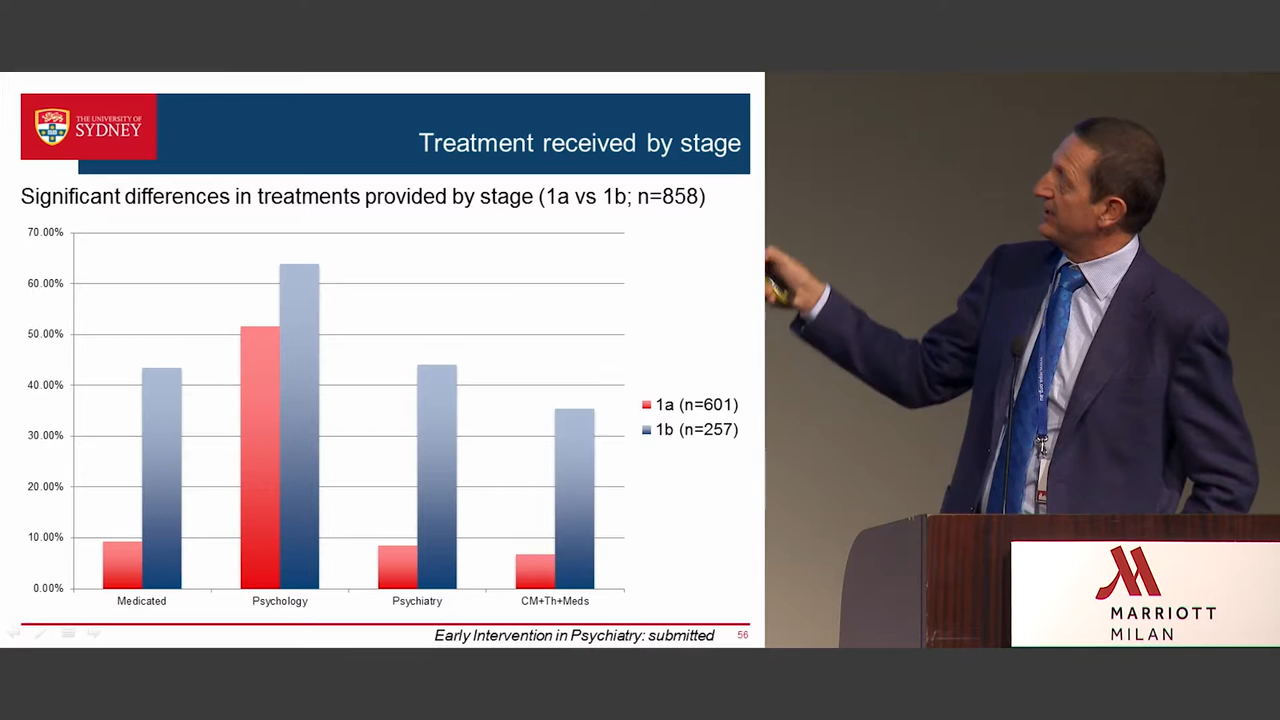 THE UNIVERSITY OF
SYDNEY
Treatment received by stage
Significant differences in treatments provided by stage (1a vs 1b; n=858)
70.00%
60.00%
50.00%
40.00%
30.00%
20.00%
10.00%
0.00%
Medicated
Psychology
Psychiatry
CM+Th+Meds
1a (n=601)
1b (n=257)
Early Intervention in Psychiatry: submitted
56
MARRIOTT
MILAN